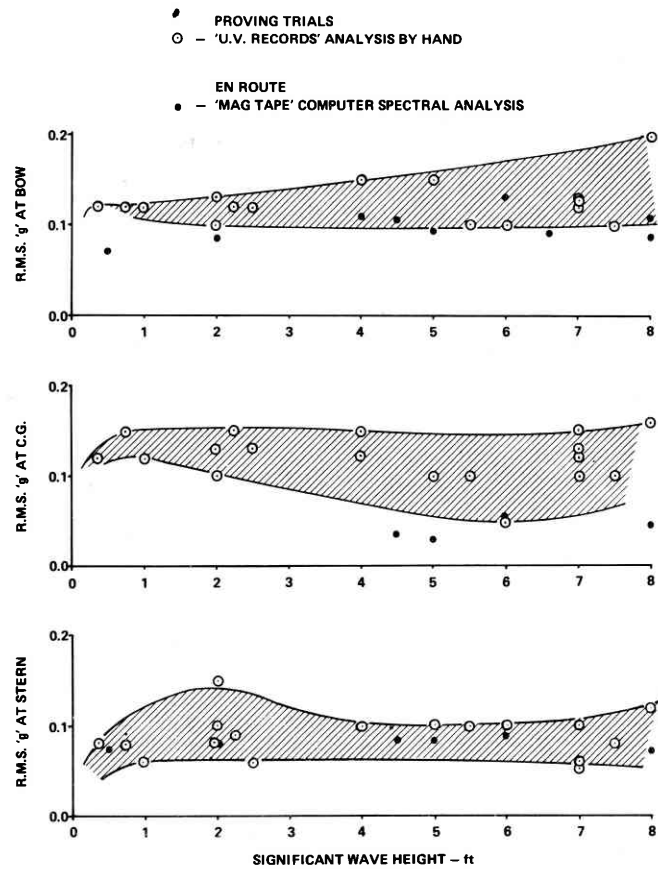 PROVING TRIALS
– 'U.V. RECORDS' ANALYSIS BY HAND
EN ROUTE
– 'MAG TAPE' COMPUTER SPECTRAL ANALYSIS
R.M.S. 'g' AT BOW
0.2
0.1
0.0
0 1 2 3 4 5 6 7 8
R.M.S. 'g' AT C.G.
0.2
0.1
0.0
0 1 2 3 4 5 6 7 8
R.M.S. 'g' AT STERN
0.2
0.1
0.0
0 1 2 3 4 5 6 7 8
SIGNIFICANT WAVE HEIGHT – ft